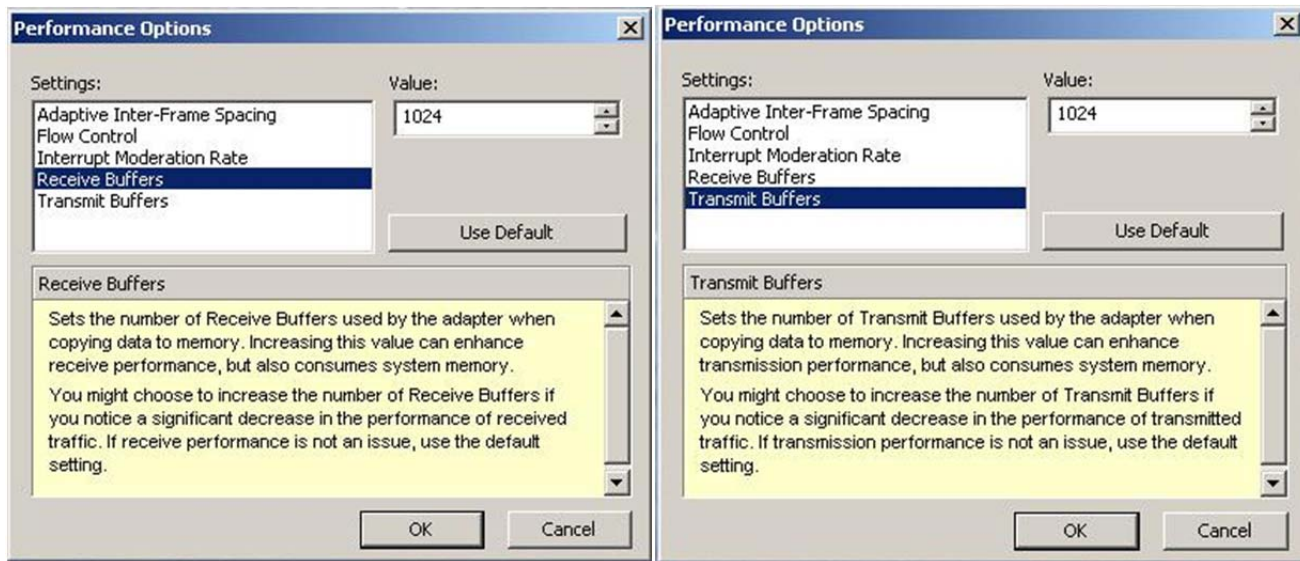 Performance Options
Settings:
Value:
Adaptive Inter-Frame Spacing
Flow Control
Interrupt Moderation Rate
Receive Buffers
Transmit Buffers
1024
Use Default
Receive Buffers
Sets the number of Receive Buffers used by the adapter when
copying data to memory. Increasing this value can enhance
receive performance, but also consumes system memory.
You might choose to increase the number of Receive Buffers if
you notice a significant decrease in the performance of received
traffic. If receive performance is not an issue, use the default
setting.
OK
Cancel
Performance Options
Settings:
Value:
Adaptive Inter-Frame Spacing
Flow Control
Interrupt Moderation Rate
Receive Buffers
Transmit Buffers
1024
Use Default
Transmit Buffers
Sets the number of Transmit Buffers used by the adapter when
copying data to memory. Increasing this value can enhance
transmission performance, but also consumes system memory.
You might choose to increase the number of Transmit Buffers if
you notice a significant decrease in the performance of transmitted
traffic. If transmission performance is not an issue, use the default
setting.
OK
Cancel